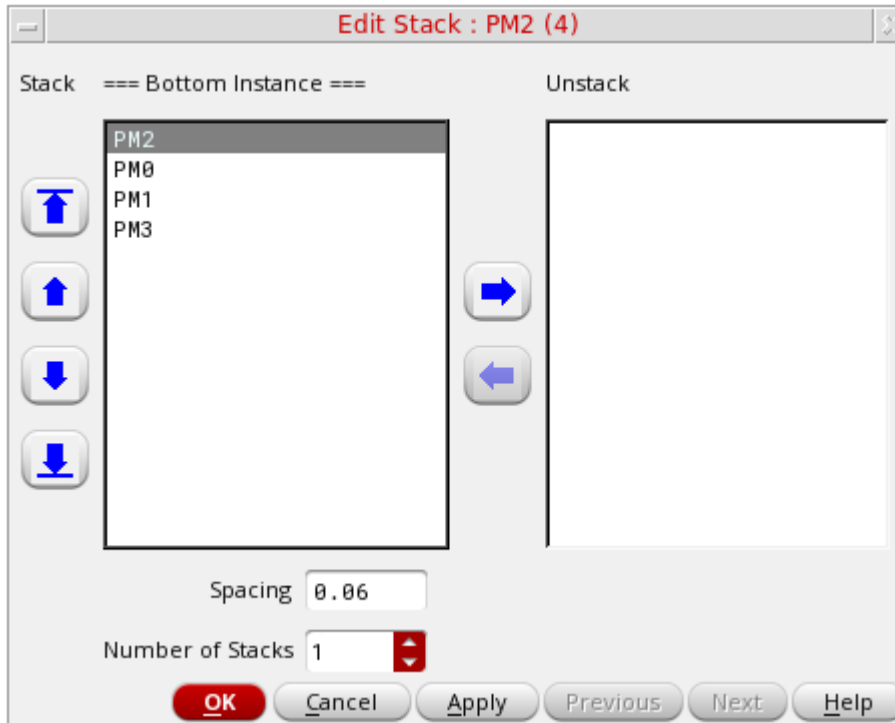 Edit Stack : PM2 (4)
Stack === Bottom Instance === Unstack
PM2
PM0
PM1
PM3
Spacing 0.06
Number of Stacks 1
OK Cancel Apply Previous Next Help